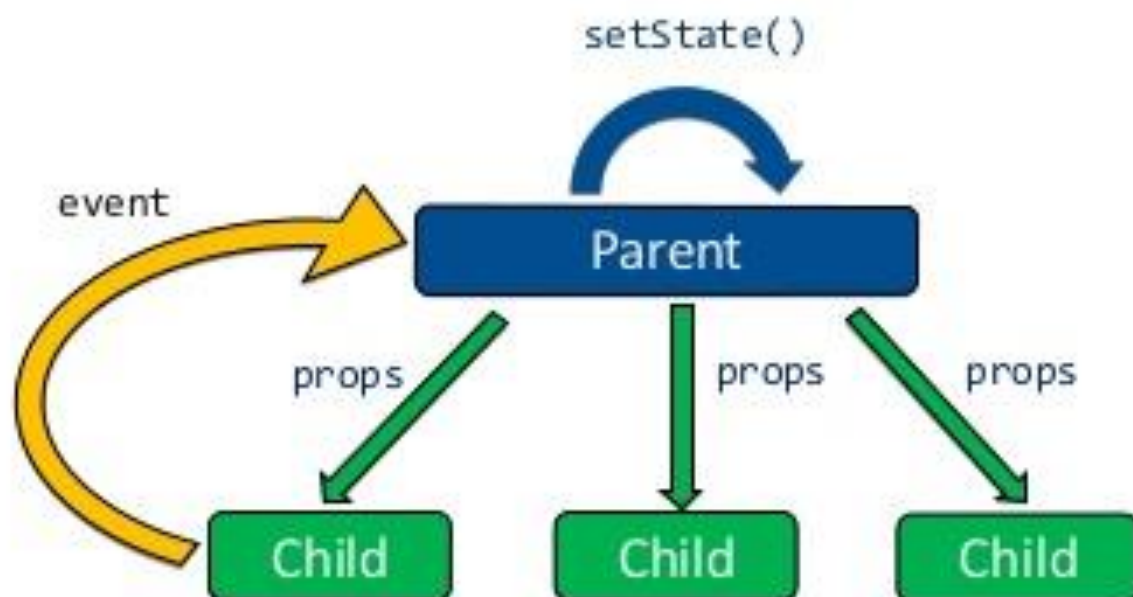 setState()
event
Parent
props
props
props
Child
Child
Child